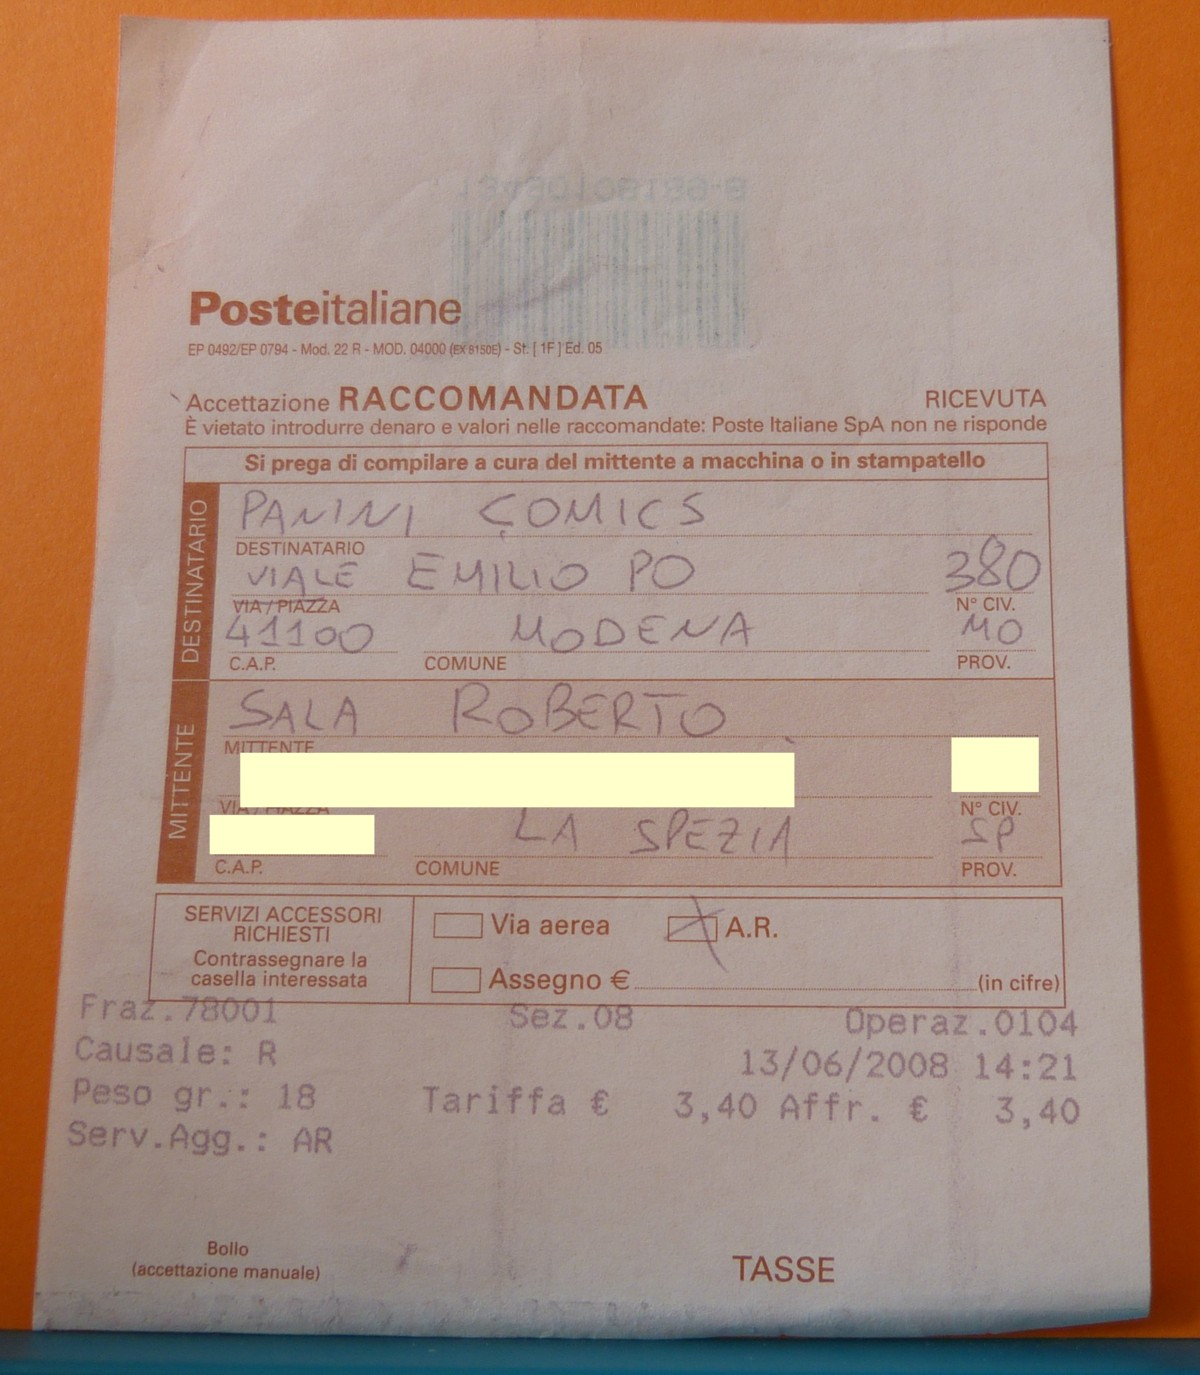 Posteitaliane
EP 0492/EP 0794 - Mod. 22 R - MOD. 04000 (EX 9150E) - St. [ 1F ] Ed. 05
Accettazione RACCOMANDATA RICEVUTA
È vietato introdurre denaro e valori nelle raccomandate: Poste Italiane SpA non ne risponde
Si prega di compilare a cura del mittente a macchina o in stampatello
DESTINATARIO
PANINI COMICS
DESTINATARIO
VIALE EMILIO PO 380
VIA / PIAZZA N° CIV.
41100 MODENA MO
C.A.P. COMUNE PROV.
MITTENTE
SALA ROBERTO
MITTENTE
VIA / PIAZZA N° CIV.
LA SPEZIA SP
C.A.P. COMUNE PROV.
SERVIZI ACCESSORI
RICHIESTI
Contrassegnare la
casella interessata
Via aerea A.R.
Assegno € (in cifre)
Fraz.78001 Sez.08 Operaz.0104
Causale: R 13/06/2008 14:21
Peso gr.: 18 Tariffa € 3,40 Affr. € 3,40
Serv.Agg.: AR
Bollo
(accettazione manuale)
TASSE